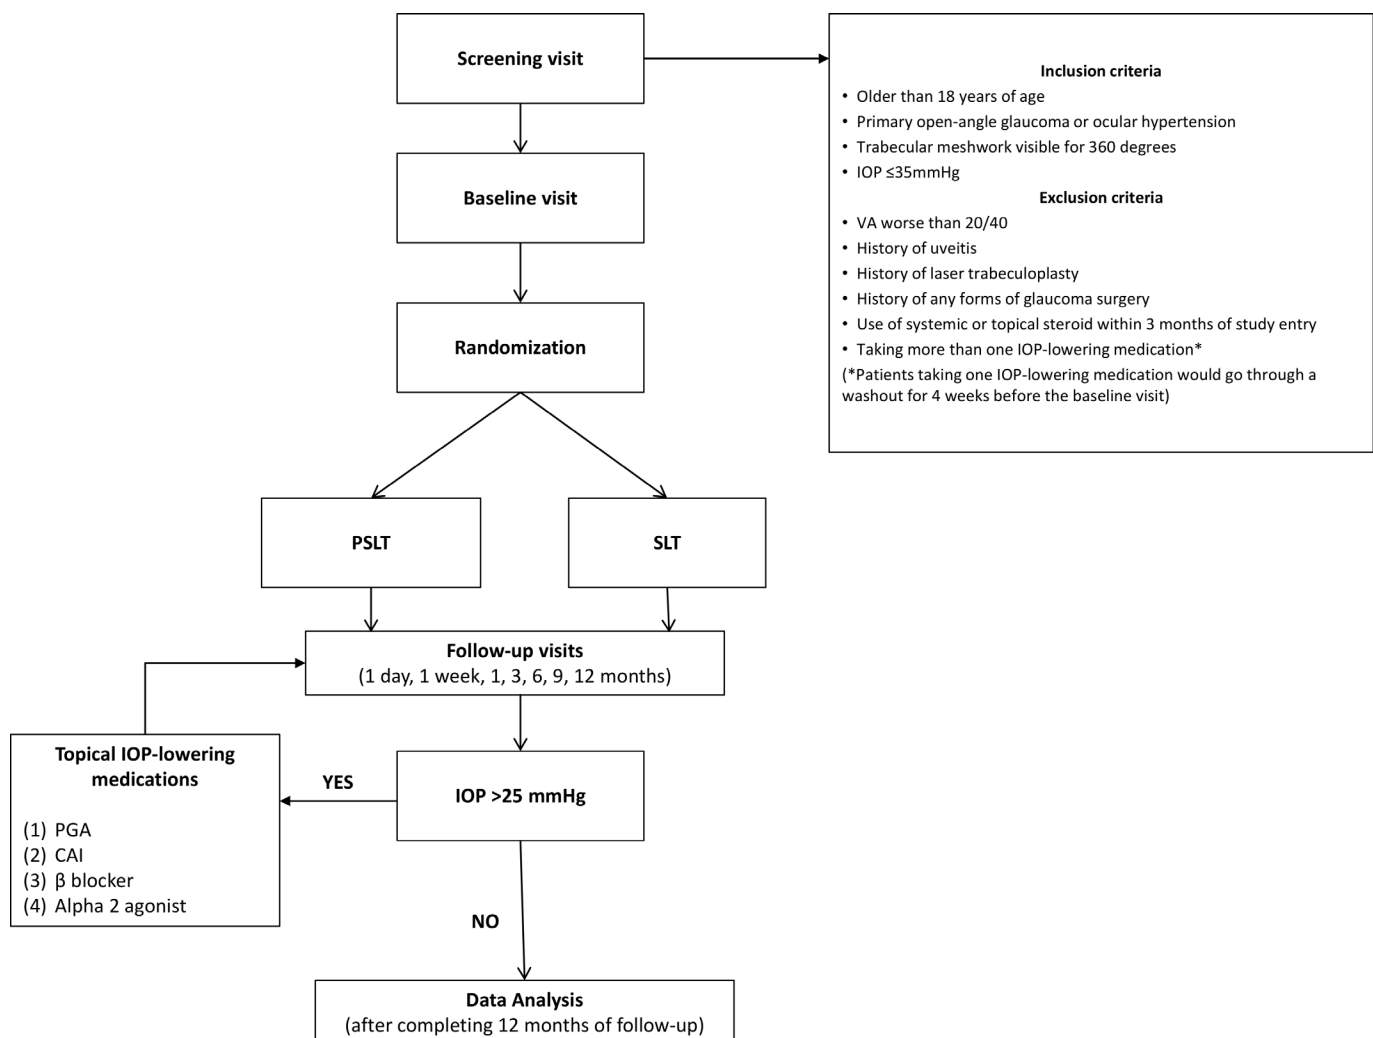 Screening visit
Inclusion criteria
• Older than 18 years of age
• Primary open-angle glaucoma or ocular hypertension
• Trabecular meshwork visible for 360 degrees
• IOP ≤35mmHg
Exclusion criteria
• VA worse than 20/40
• History of uveitis
• History of laser trabeculoplasty
• History of any forms of glaucoma surgery
• Use of systemic or topical steroid within 3 months of study entry
• Taking more than one IOP-lowering medication*
(*Patients taking one IOP-lowering medication would go through a
washout for 4 weeks before the baseline visit)
Baseline visit
Randomization
PSLT
SLT
Follow-up visits
(1 day, 1 week, 1, 3, 6, 9, 12 months)
IOP >25 mmHg
YES
Topical IOP-lowering
medications
(1) PGA
(2) CAI
(3) β blocker
(4) Alpha 2 agonist
NO
Data Analysis
(after completing 12 months of follow-up)